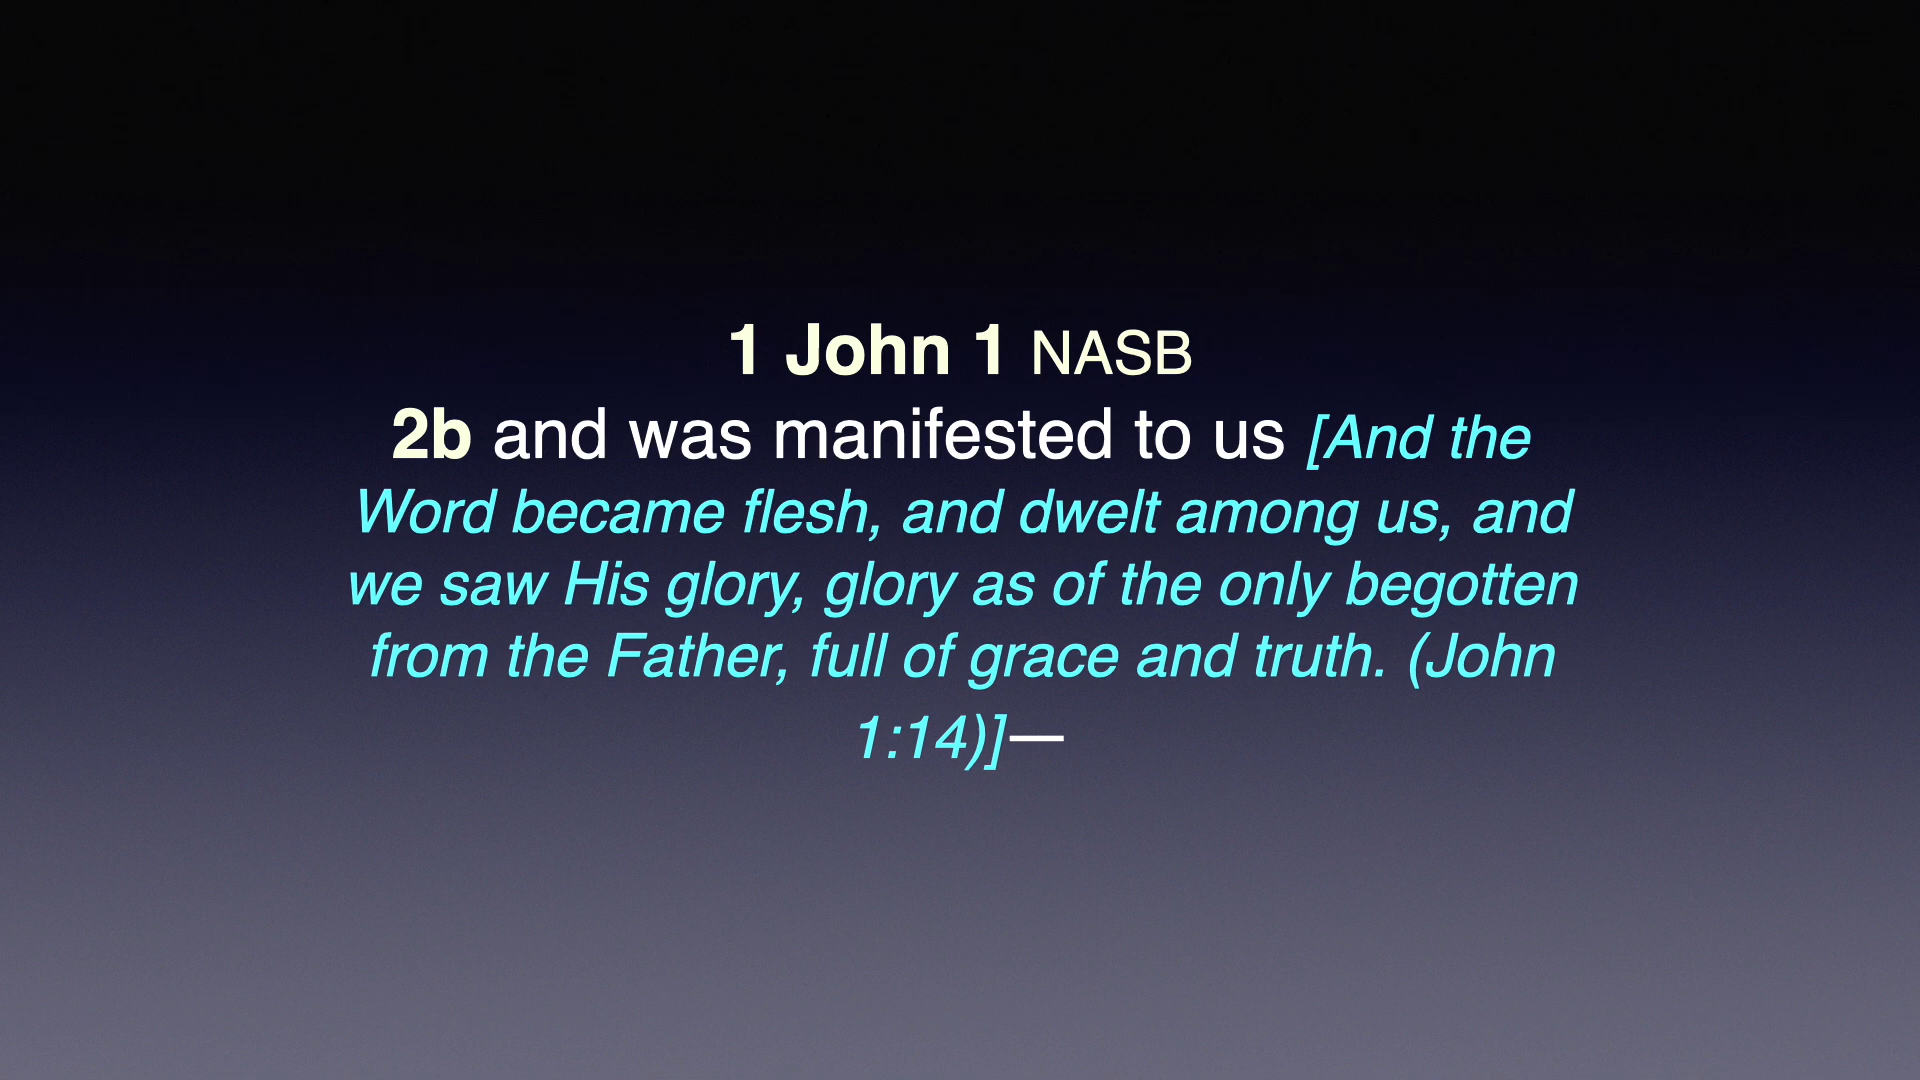 1 John 1 NASB
2b and was manifested to us [And the
Word became flesh, and dwelt among us, and
we saw His glory, glory as of the only begotten
from the Father, full of grace and truth. (John
1:14)]—